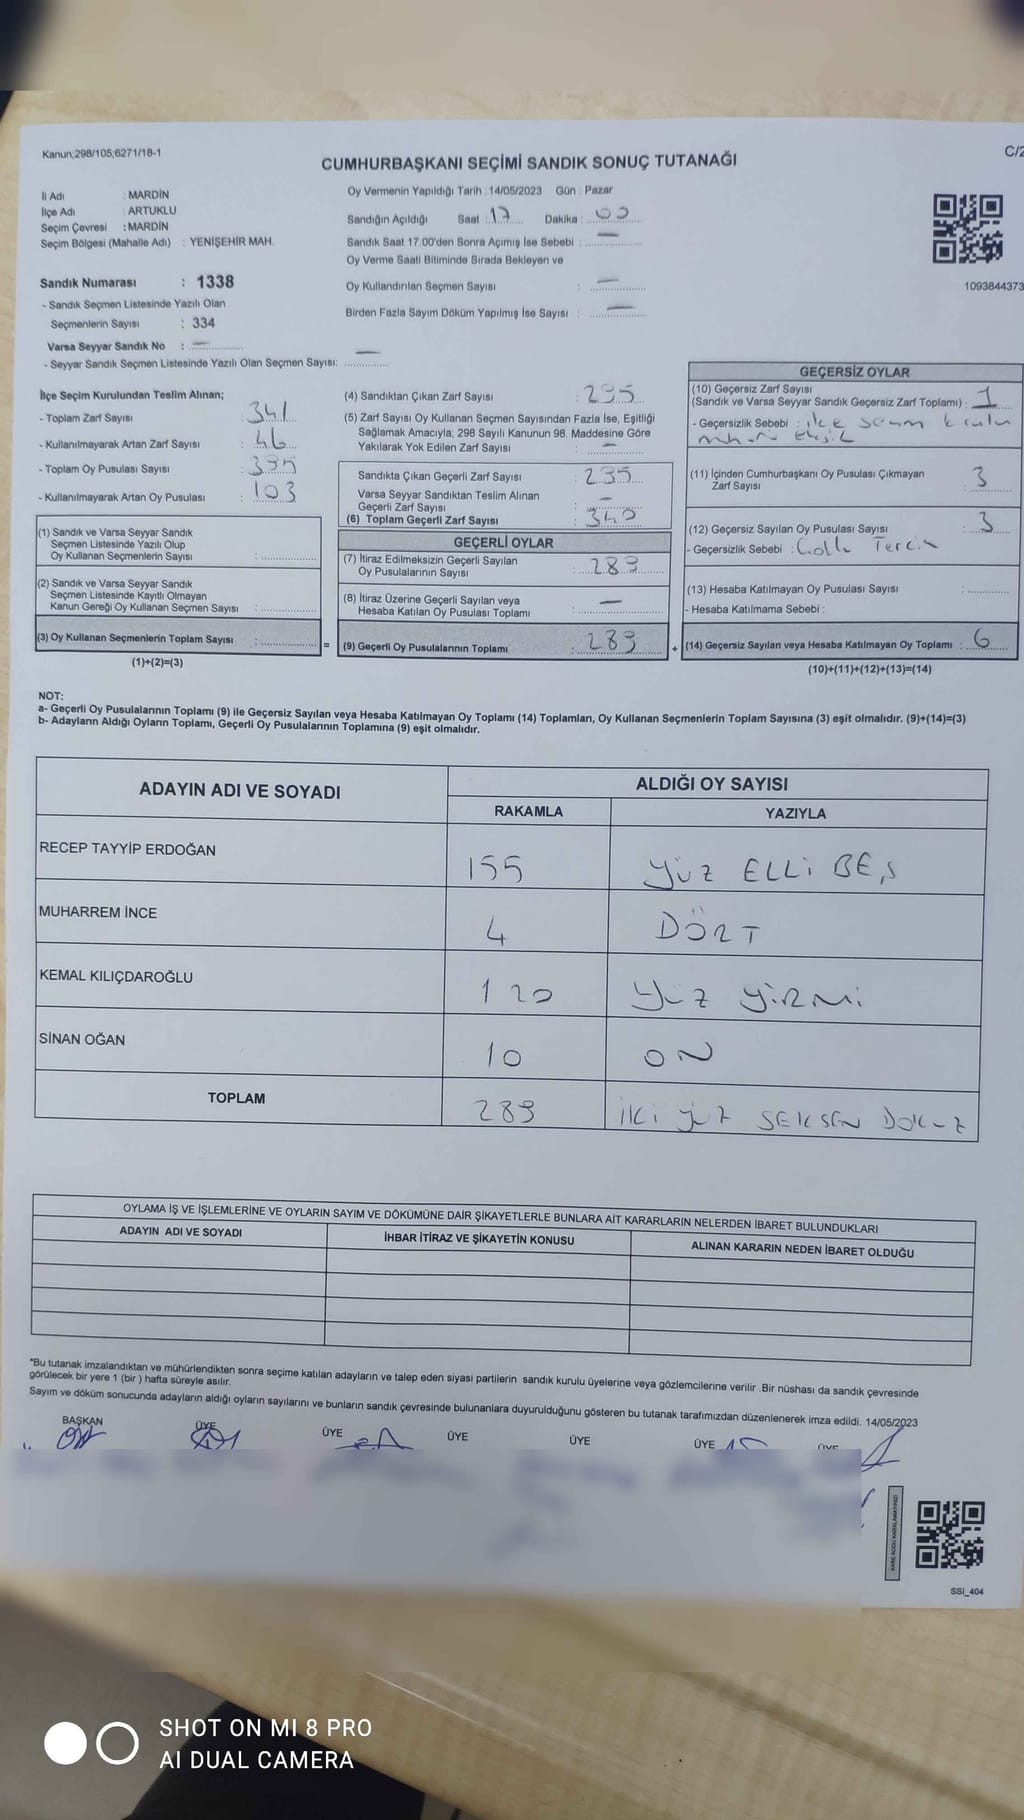 Kanun;298/105;6271/18-1
C/2
CUMHURBAŞKANI SEÇİMİ SANDIK SONUÇ TUTANAĞI
İl Adı : MARDİN
İlçe Adı : ARTUKLU
Seçim Çevresi : MARDİN
Seçim Bölgesi (Mahalle Adı) : YENİŞEHİR MAH.
Oy Vermenin Yapıldığı Tarih : 14/05/2023 Gün : Pazar
Sandığın Açıldığı Saat : 17 Dakika : 00
Sandık Saat 17.00'den Sonra Açımış İse Sebebi : —
Oy Verme Saati Bitiminde Sırada Bekleyen ve
Oy Kullandırılan Seçmen Sayısı : —
Birden Fazla Sayım Döküm Yapılmış İse Sayısı : —
1093844373
Sandık Numarası : 1338
- Sandık Seçmen Listesinde Yazılı Olan
Seçmenlerin Sayısı : 334
Varsa Seyyar Sandık No : —
- Seyyar Sandık Seçmen Listesinde Yazılı Olan Seçmen Sayısı: —
İlçe Seçim Kurulundan Teslim Alınan;
- Toplam Zarf Sayısı : 341
- Kullanılmayarak Artan Zarf Sayısı : 46
- Toplam Oy Pusulası Sayısı :
- Kullanılmayarak Artan Oy Pusulası : 103
(1) Sandık ve Varsa Seyyar Sandık
Seçmen Listesinde Yazılı Olup
Oy Kullanan Seçmenlerin Sayısı :
(2) Sandık ve Varsa Seyyar Sandık
Seçmen Listesinde Kayıtlı Olmayan
Kanun Gereği Oy Kullanan Seçmen Sayısı :
(3) Oy Kullanan Seçmenlerin Toplam Sayısı : =
(1)+(2)=(3)
(4) Sandıktan Çıkan Zarf Sayısı : 295
(5) Zarf Sayısı Oy Kullanan Seçmen Sayısından Fazla İse, Eşitliği
Sağlamak Amacıyla; 298 Sayılı Kanunun 98. Maddesine Göre
Yakılarak Yok Edilen Zarf Sayısı : —
Sandıkta Çıkan Geçerli Zarf Sayısı : 295
Varsa Seyyar Sandıktan Teslim Alınan
Geçerli Zarf Sayısı : —
(6) Toplam Geçerli Zarf Sayısı : 340
GEÇERLİ OYLAR
(7) İtiraz Edilmeksizin Geçerli Sayılan
Oy Pusulalarının Sayısı : 289
(8) İtiraz Üzerine Geçerli Sayılan veya
Hesaba Katılan Oy Pusulası Toplamı : —
(9) Geçerli Oy Pusulalarının Toplamı : 289 +
GEÇERSİZ OYLAR
(10) Geçersiz Zarf Sayısı
(Sandık ve Varsa Seyyar Sandık Geçersiz Zarf Toplamı) : 1
- Geçersizlik Sebebi : ilçe seçim kurulu
mührü eksik
(11) İçinden Cumhurbaşkanı Oy Pusulası Çıkmayan
Zarf Sayısı : 3
(12) Geçersiz Sayılan Oy Pusulası Sayısı : 3
- Geçersizlik Sebebi : Çoklu Tercih
(13) Hesaba Katılmayan Oy Pusulası Sayısı :
- Hesaba Katılmama Sebebi :
(14) Geçersiz Sayılan veya Hesaba Katılmayan Oy Toplamı : 6
(10)+(11)+(12)+(13)=(14)
NOT:
a- Geçerli Oy Pusulalarının Toplamı (9) ile Geçersiz Sayılan veya Hesaba Katılmayan Oy Toplamı (14) Toplamları, Oy Kullanan Seçmenlerin Toplam Sayısına (3) eşit olmalıdır. (9)+(14)=(3)
b- Adayların Aldığı Oyların Toplamı, Geçerli Oy Pusulalarının Toplamına (9) eşit olmalıdır.
ADAYIN ADI VE SOYADI
ALDIĞI OY SAYISI
RAKAMLA YAZIYLA
RECEP TAYYİP ERDOĞAN 155 YÜZ ELLİ BEŞ
MUHARREM İNCE 4 DÖRT
KEMAL KILIÇDAROĞLU 120 YÜZ YİRMİ
SİNAN OĞAN 10 ON
TOPLAM 289 İKİ YÜZ SEKSEN DOKUZ
OYLAMA İŞ VE İŞLEMLERİNE VE OYLARIN SAYIM VE DÖKÜMÜNE DAİR ŞİKAYETLERLE BUNLARA AİT KARARLARIN NELERDEN İBARET BULUNDUKLARI
ADAYIN ADI VE SOYADI İHBAR İTİRAZ VE ŞİKAYETİN KONUSU ALINAN KARARIN NEDEN İBARET OLDUĞU
*Bu tutanak imzalandıktan ve mühürlendikten sonra seçime katılan adayların ve talep eden siyasi partilerin sandık kurulu üyelerine veya gözlemcilerine verilir .Bir nüshası da sandık çevresinde
görülecek bir yere 1 (bir ) hafta süreyle asılır.
Sayım ve döküm sonucunda adayların aldığı oyların sayılarını ve bunların sandık çevresinde bulunanlara duyurulduğunu gösteren bu tutanak tarafımızdan düzenlenerek imza edildi. 14/05/2023
BAŞKAN ÜYE ÜYE ÜYE ÜYE ÜYE ÜYE
SSI_404
SHOT ON MI 8 PRO
AI DUAL CAMERA